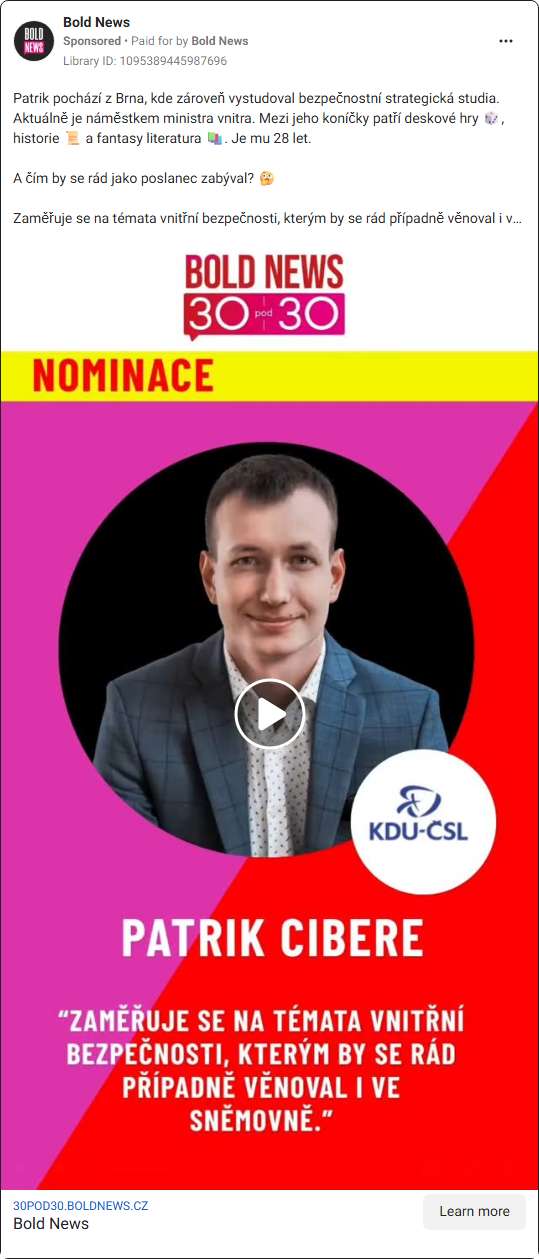 BOLD
NEWS
Bold News
Sponsored • Paid for by Bold News
Library ID: 1095389445987696
Patrik pochází z Brna, kde zároveň vystudoval bezpečnostní strategická studia.
Aktuálně je náměstkem ministra vnitra. Mezi jeho koníčky patří deskové hry 🎲,
historie 📜 a fantasy literatura 📚. Je mu 28 let.
A čím by se rád jako poslanec zabýval? 🤔
Zaměřuje se na témata vnitřní bezpečnosti, kterým by se rád případně věnoval i v…
BOLD NEWS
30 pod 30
NOMINACE
KDU-ČSL
PATRIK CIBERE
“ZAMĚŘUJE SE NA TÉMATA VNITŘNÍ
BEZPEČNOSTI, KTERÝM BY SE RÁD
PŘÍPADNĚ VĚNOVAL I VE
SNĚMOVNĚ.”
30POD30.BOLDNEWS.CZ
Bold News
Learn more